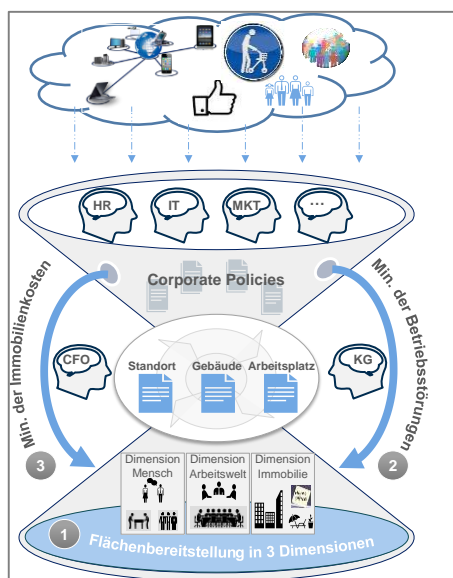 HR
IT
MKT
...
Corporate Policies
Min. der Immobilienkosten
Min. der Betriebsstörungen
CFO
KG
Standort
Gebäude
Arbeitsplatz
3
2
Dimension
Mensch
Dimension
Arbeitswelt
Dimension
Immobilie
1
Flächenbereitstellung in 3 Dimensionen